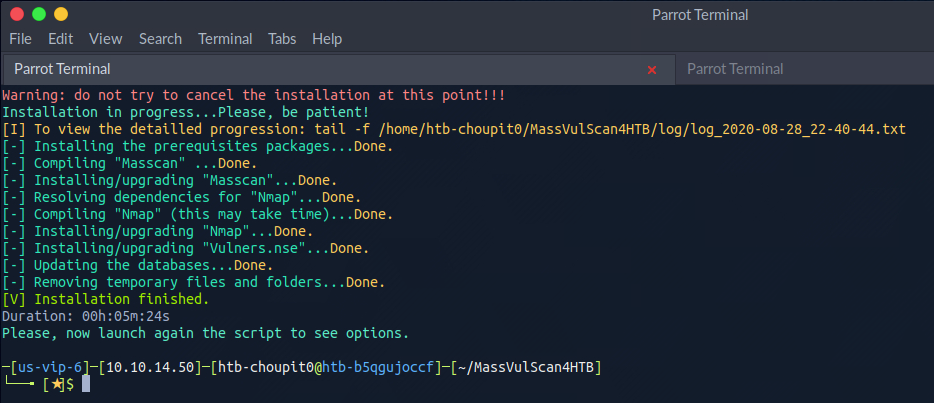 Parrot Terminal
File Edit View Search Terminal Tabs Help
Parrot Terminal × Parrot Terminal
Warning: do not try to cancel the installation at this point!!!
Installation in progress...Please, be patient!
[I] To view the detailled progression: tail -f /home/htb-choupit0/MassVulScan4HTB/log/log_2020-08-28_22-40-44.txt
[-] Installing the prerequisites packages...Done.
[-] Compiling "Masscan" ...Done.
[-] Installing/upgrading "Masscan"...Done.
[-] Resolving dependencies for "Nmap"...Done.
[-] Compiling "Nmap" (this may take time)...Done.
[-] Installing/upgrading "Nmap"...Done.
[-] Installing/upgrading "Vulners.nse"...Done.
[-] Updating the databases...Done.
[-] Removing temporary files and folders...Done.
[V] Installation finished.
Duration: 00h:05m:24s
Please, now launch again the script to see options.
─[us-vip-6]─[10.10.14.50]─[htb-choupit0@htb-b5qgujoccf]─[~/MassVulScan4HTB]
└──╼ [★]$